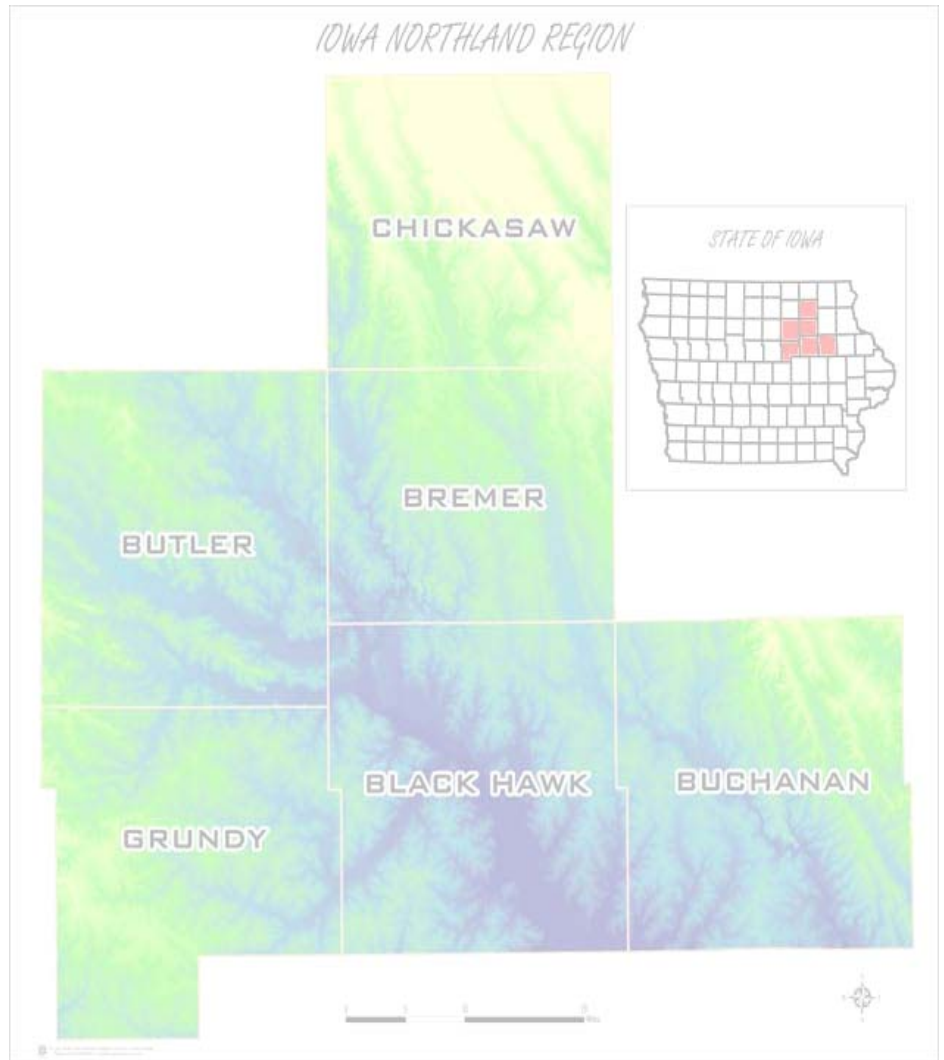 IOWA NORTHLAND REGION
CHICKASAW
STATE OF IOWA
BREMER
BUTLER
BLACK HAWK
BUCHANAN
GRUNDY